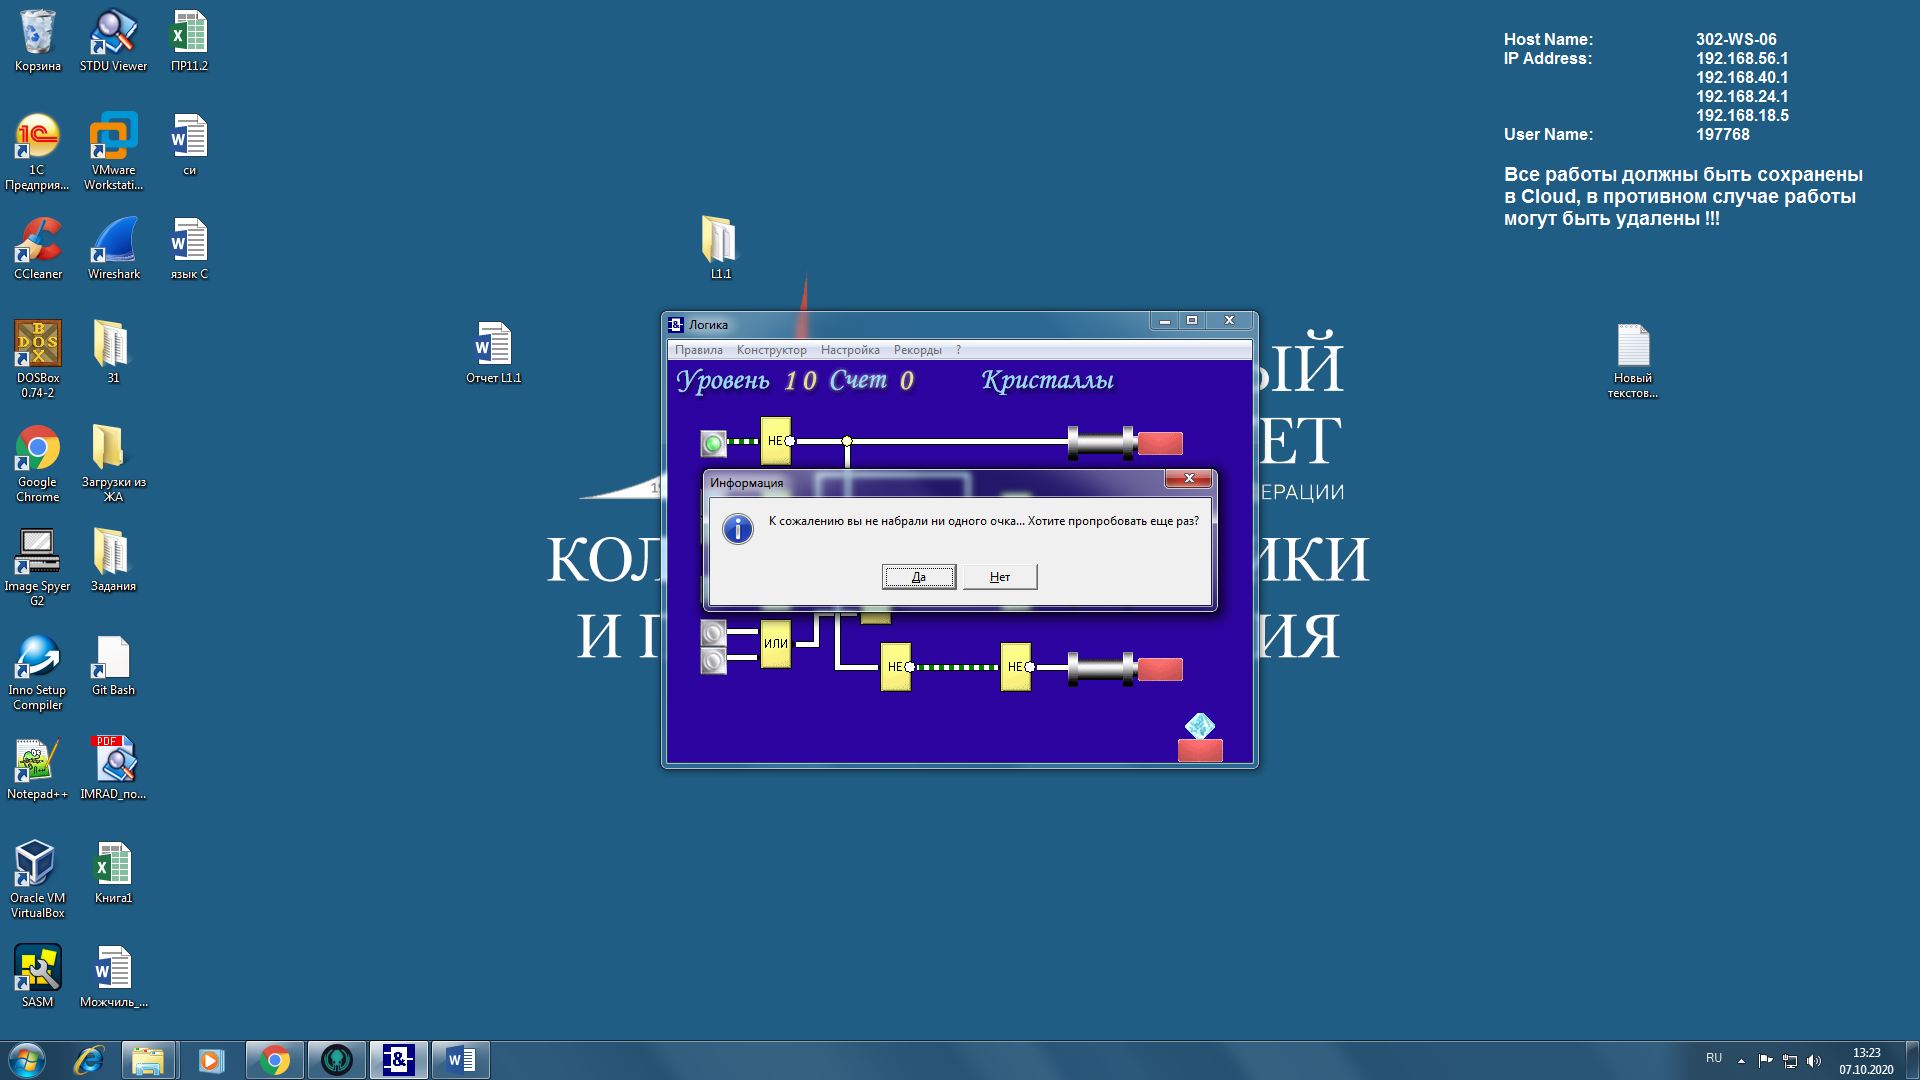 Корзина
STDU Viewer
ПР11.2
1С
Предприя...
VMware
Workstati...
си
CCleaner
Wireshark
язык С
DOSBox
0.74-2
31
Google
Chrome
Загрузки из
ЖА
Image Spyer
G2
Задания
Inno Setup
Compiler
Git Bash
Notepad++
PDF
IMRAD_по...
Oracle VM
VirtualBox
Книга1
SASM
Можчиль_...
L1.1
Отчет L1.1
Новый
текстов...
Host Name: 302-WS-06
IP Address: 192.168.56.1
192.168.40.1
192.168.24.1
192.168.18.5
User Name: 197768
Все работы должны быть сохранены
в Cloud, в противном случае работы
могут быть удалены !!!
Логика
Правила Конструктор Настройка Рекорды ?
Уровень 10 Счет 0 Кристаллы
НЕ
Информация
К сожалению вы не набрали ни одного очка... Хотите пропробовать еще раз?
Да Нет
ИЛИ
НЕ НЕ
RU
13:23
07.10.2020